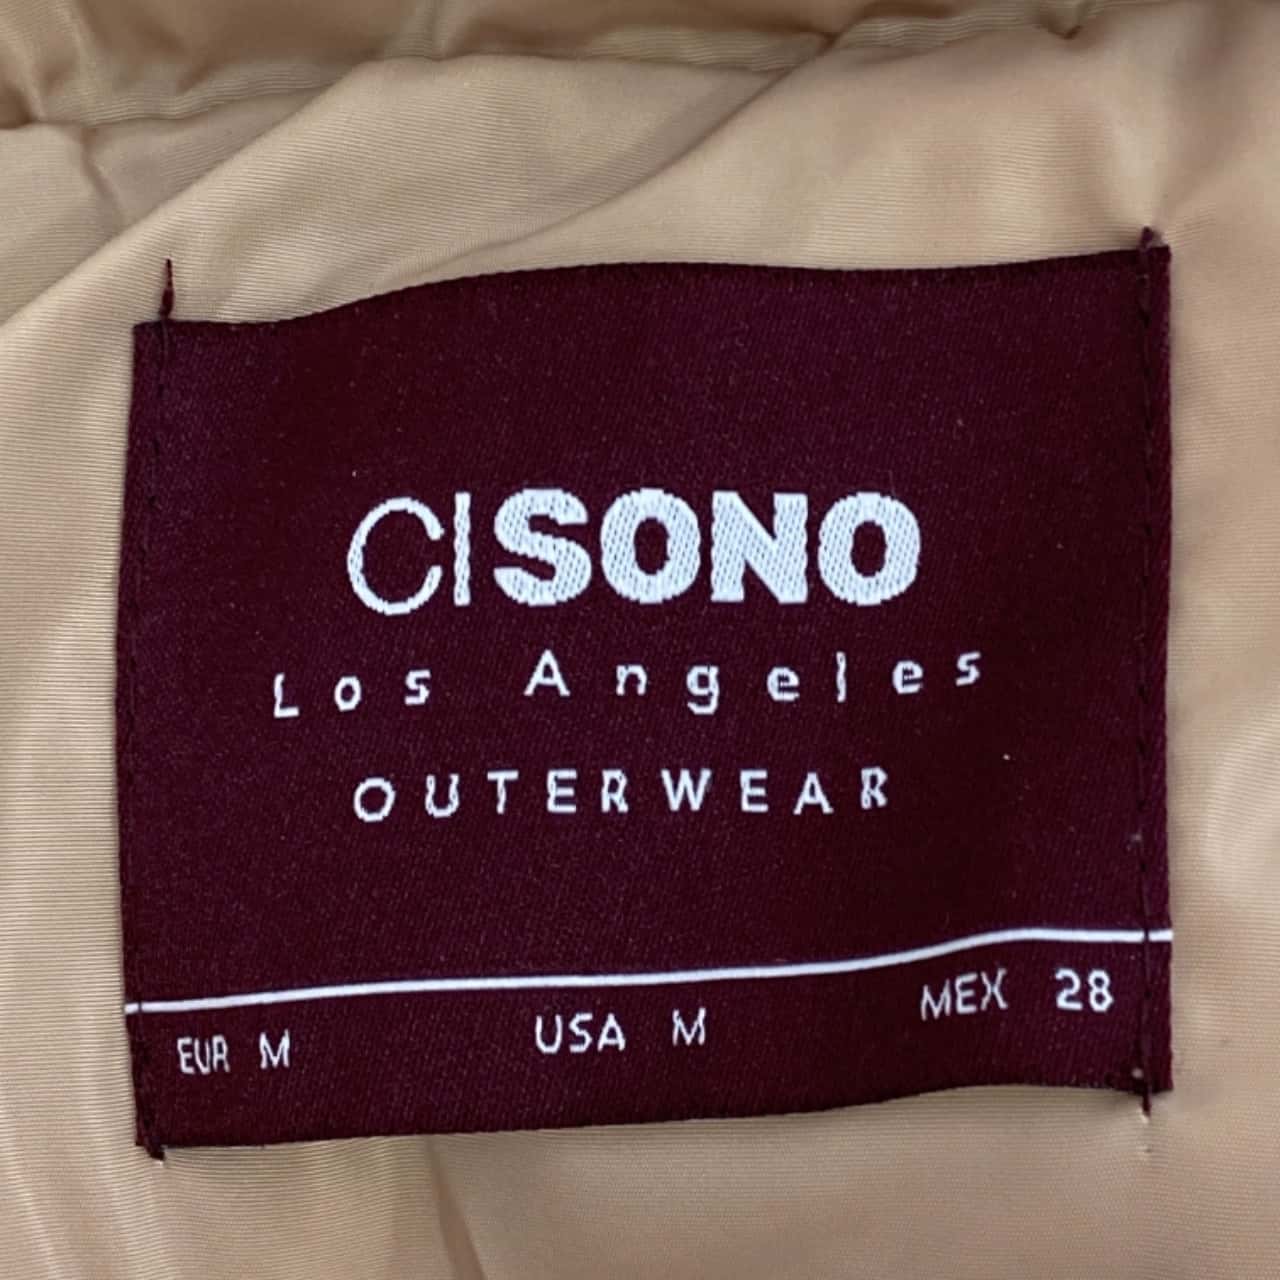 CISONO
Los Angeles
OUTERWEAR
EUR M USA M MEX 28